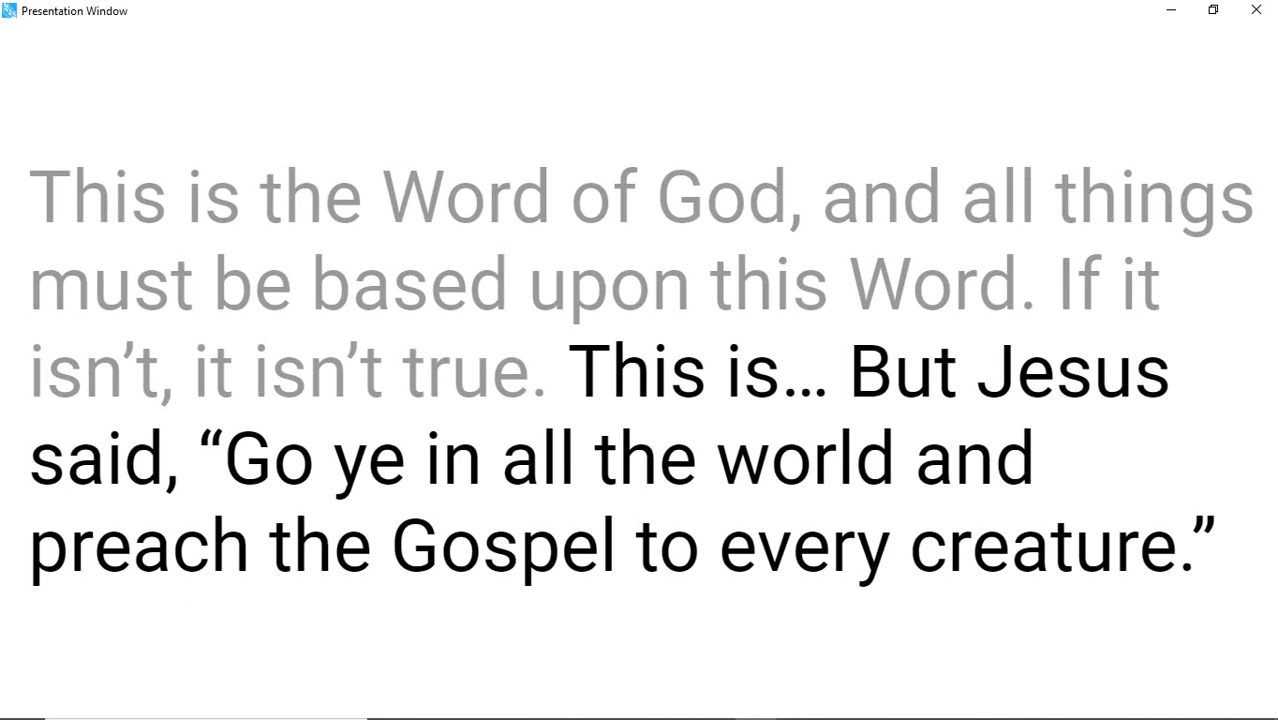 Presentation Window
This is the Word of God, and all things
must be based upon this Word. If it
isn’t, it isn’t true. This is… But Jesus
said, “Go ye in all the world and
preach the Gospel to every creature.”